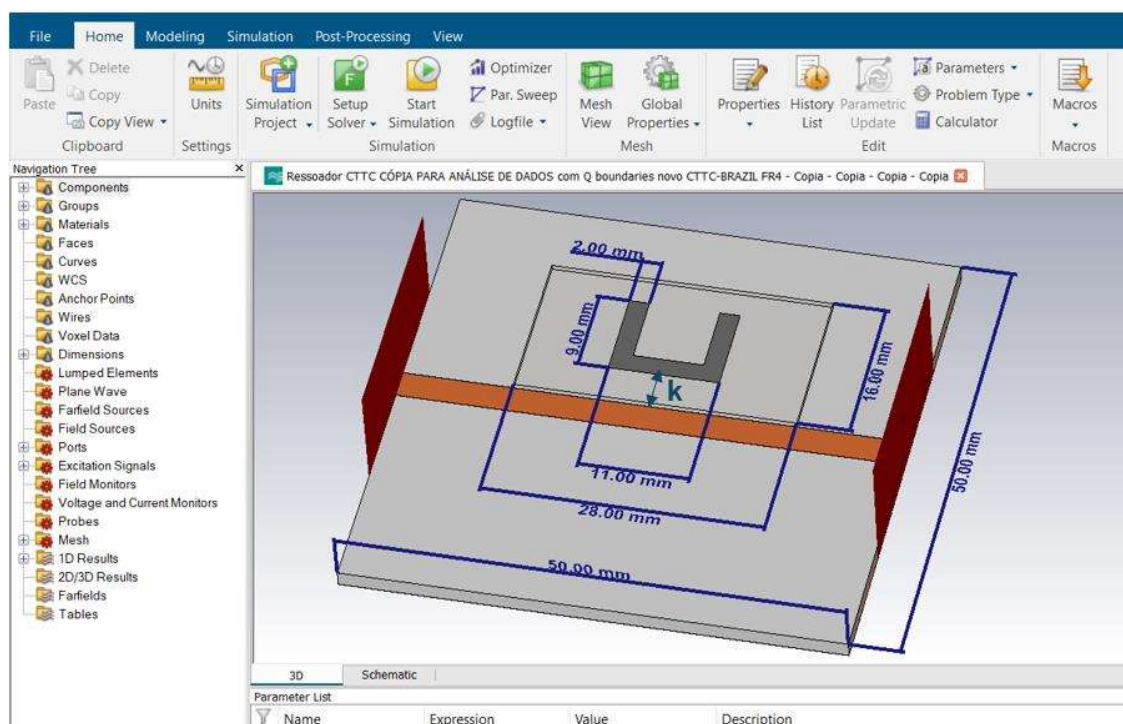 File Home Modeling Simulation Post-Processing View
Paste
Delete
Copy
Copy View
Clipboard
Units
Settings
Simulation Project
Setup Solver
Start Simulation
Optimizer
Par. Sweep
Logfile
Simulation
Mesh View
Global Properties
Mesh
Properties
History List
Parametric Update
Parameters
Problem Type
Calculator
Edit
Macros
Macros
Navigation Tree
Components
Groups
Materials
Faces
Curves
WCS
Anchor Points
Wires
Voxel Data
Dimensions
Lumped Elements
Plane Wave
Farfield Sources
Field Sources
Ports
Excitation Signals
Field Monitors
Voltage and Current Monitors
Probes
Mesh
1D Results
2D/3D Results
Farfields
Tables
Ressoador CTTC CÓPIA PARA ANÁLISE DE DADOS com Q boundaries novo CTTC-BRAZIL FR4 - Copia - Copia - Copia - Copia
2.00 mm
9.00 mm
k
16.00 mm
11.00 mm
28.00 mm
50.00 mm
50.00 mm
3D Schematic
Parameter List
Name Expression Value Description